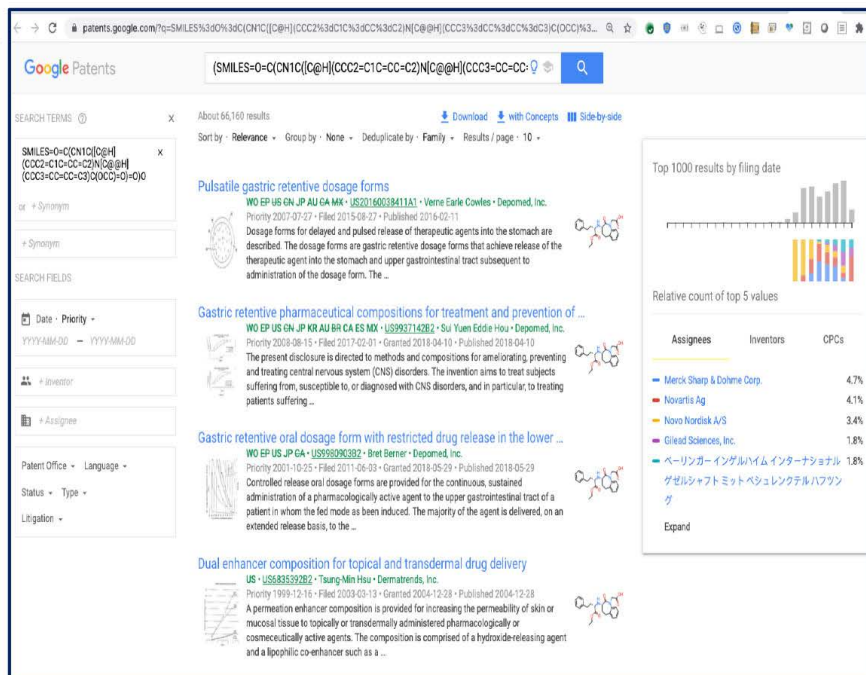 patents.google.com/?q=SMILES%3dO%3dC(CN1C([C@H](CCC2%3dC1C%3dCC%3dC2)N[C@@H](CCC3%3dCC%3dCC%3dC3)C(OCC)%3...
Google Patents
(SMILES=O=C(CN1C([C@H](CCC2=C1C=CC=C2)N[C@@H](CCC3=CC=CC=
SEARCH TERMS
X
SMILES=O=C(CN1C([C@H]
(CCC2=C1C=CC=C2)N[C@@H]
(CCC3=CC=CC=C3)C(OCC)=O)=O)O
x
or + Synonym
+ Synonym
SEARCH FIELDS
Date · Priority
YYYY-MM-DD – YYYY-MM-DD
+ Inventor
+ Assignee
Patent Office Language
Status Type
Litigation
About 66,160 results
Download with Concepts Side-by-side
Sort by · Relevance Group by · None Deduplicate by · Family Results / page · 10
Pulsatile gastric retentive dosage forms
WO EP US CN JP AU CA MX • US20160038411A1 • Verne Earle Cowles • Depomed, Inc.
Priority 2007-07-27 • Filed 2015-08-27 • Published 2016-02-11
Dosage forms for delayed and pulsed release of therapeutic agents into the stomach are
described. The dosage forms are gastric retentive dosage forms that achieve release of the
therapeutic agent into the stomach and upper gastrointestinal tract subsequent to
administration of the dosage form. The ...
Gastric retentive pharmaceutical compositions for treatment and prevention of ...
WO EP US CN JP KR AU BR CA ES MX • US9937142B2 • Sui Yuen Eddie Hou • Depomed, Inc.
Priority 2008-08-15 • Filed 2017-02-01 • Granted 2018-04-10 • Published 2018-04-10
The present disclosure is directed to methods and compositions for ameliorating, preventing
and treating central nervous system (CNS) disorders. The invention aims to treat subjects
suffering from, susceptible to, or diagnosed with CNS disorders, and in particular, to treating
patients suffering ...
Gastric retentive oral dosage form with restricted drug release in the lower ...
WO EP US JP CA • US9980903B2 • Bret Berner • Depomed, Inc.
Priority 2001-10-25 • Filed 2011-06-03 • Granted 2018-05-29 • Published 2018-05-29
Controlled release oral dosage forms are provided for the continuous, sustained
administration of a pharmacologically active agent to the upper gastrointestinal tract of a
patient in whom the fed mode as been induced. The majority of the agent is delivered, on an
extended release basis, to the ...
Dual enhancer composition for topical and transdermal drug delivery
US • US6835392B2 • Tsung-Min Hsu • Dermatrends, Inc.
Priority 1999-12-16 • Filed 2003-03-13 • Granted 2004-12-28 • Published 2004-12-28
A permeation enhancer composition is provided for increasing the permeability of skin or
mucosal tissue to topically or transdermally administered pharmacologically or
cosmeceutically active agents. The composition is comprised of a hydroxide-releasing agent
and a lipophilic co-enhancer such as a ...
Top 1000 results by filing date
Relative count of top 5 values
Assignees Inventors CPCs
Merck Sharp & Dohme Corp. 4.7%
Novartis Ag 4.1%
Novo Nordisk A/S 3.4%
Gilead Sciences, Inc. 1.8%
ベーリンガー インゲルハイム インターナショナル 1.8%
ゲゼルシャフト ミット ベシュレンクテル ハフツン
グ
Expand